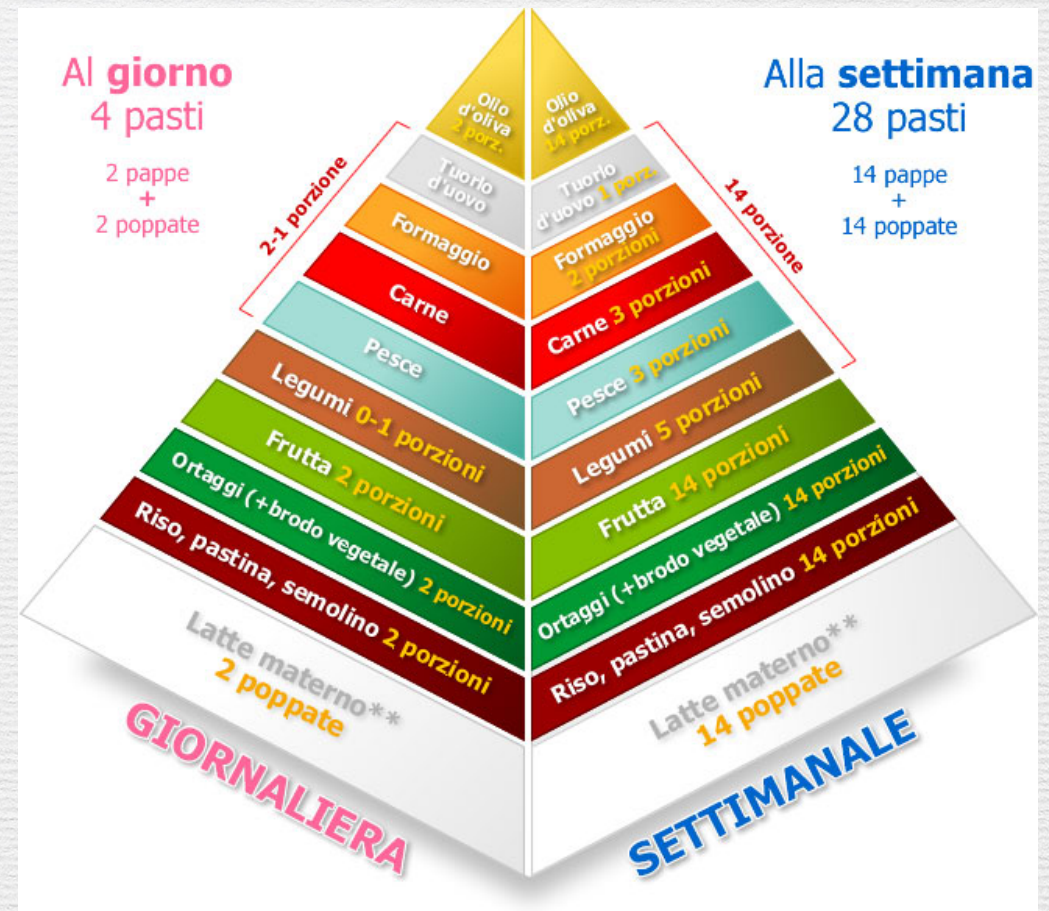 Al giorno
4 pasti
2 pappe
+
2 poppate
Alla settimana
28 pasti
14 pappe
+
14 poppate
2-1 porzione
14 porzione
Olio
d'oliva
2 porz.
Tuorlo
d'uovo
Formaggio
Carne
Pesce
Legumi 0-1 porzioni
Frutta 2 porzioni
Ortaggi (+brodo vegetale) 2 porzioni
Riso, pastina, semolino 2 porzioni
Latte materno**
2 poppate
GIORNALIERA
Olio
d'oliva
14 porz.
Tuorlo
d'uovo 1 porz.
Formaggio
2 porzioni
Carne 3 porzioni
Pesce 3 porzioni
Legumi 5 porzioni
Frutta 14 porzioni
Ortaggi (+brodo vegetale) 14 porzioni
Riso, pastina, semolino 14 porzioni
Latte materno**
14 poppate
SETTIMANALE